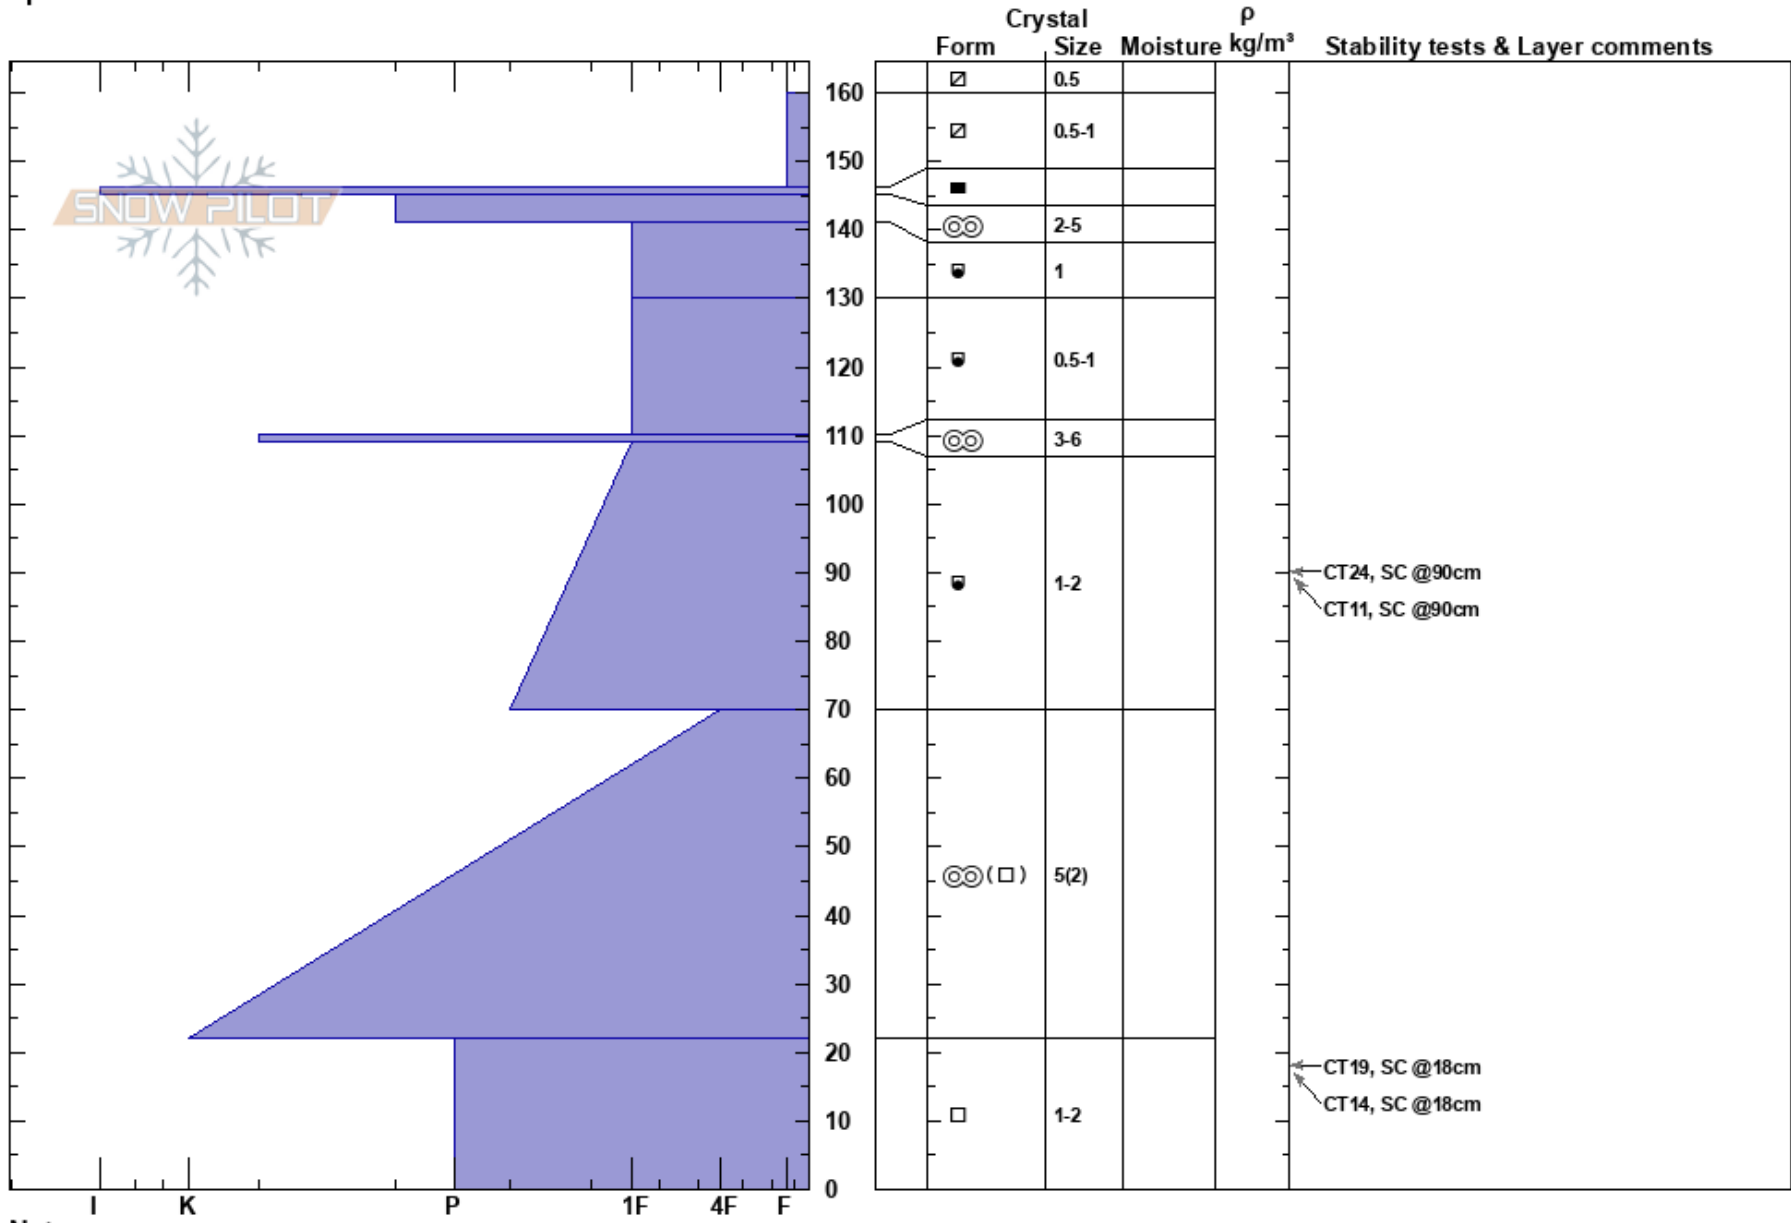 Crystal ρ
Form Size Moisture kg/m³ Stability tests & Layer comments
SNOW PILOT
160 0.5
0.5-1
150
140 2-5
1
130
120 0.5-1
110 3-6
100
90 1-2 CT24, SC @90cm
CT11, SC @90cm
80
70
60
50
5(2)
40
30
20 CT19, SC @18cm
CT14, SC @18cm
10 1-2
0
I K P 1F 4F F